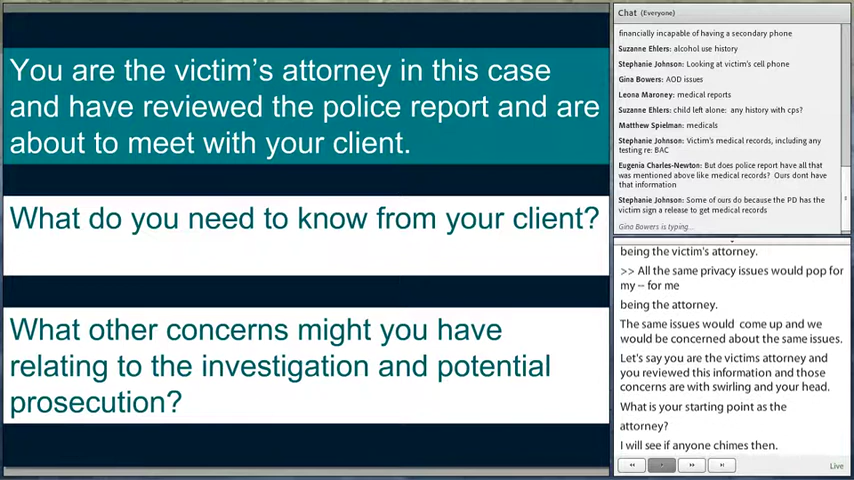 You are the victim's attorney in this case
and have reviewed the police report and are
about to meet with your client.
What do you need to know from your client?
What other concerns might you have
relating to the investigation and potential
prosecution?
Chat (Everyone)
financially incapable of having a secondary phone
Suzanne Ehlers: alcohol use history
Stephanie Johnson: Looking at victim's cell phone
Gina Bowers: AOD issues
Leona Maroney: medical reports
Suzanne Ehlers: child left alone: any history with cps?
Matthew Spielman: medicals
Stephanie Johnson: Victim's medical records, including any
testing re: BAC
Eugenia Charles-Newton: But does police report have all that
was mentioned above like medical records? Ours dont have
that information
Stephanie Johnson: Some of ours do because the PD has the
victim sign a release to get medical records
Gina Bowers is typing...
being the victim's attorney.
>> All the same privacy issues would pop for
my -- for me
being the attorney.
The same issues would come up and we
would be concerned about the same issues.
Let's say you are the victims attorney and
you reviewed this information and those
concerns are with swirling and your head.
What is your starting point as the
attorney?
I will see if anyone chimes then.
Live